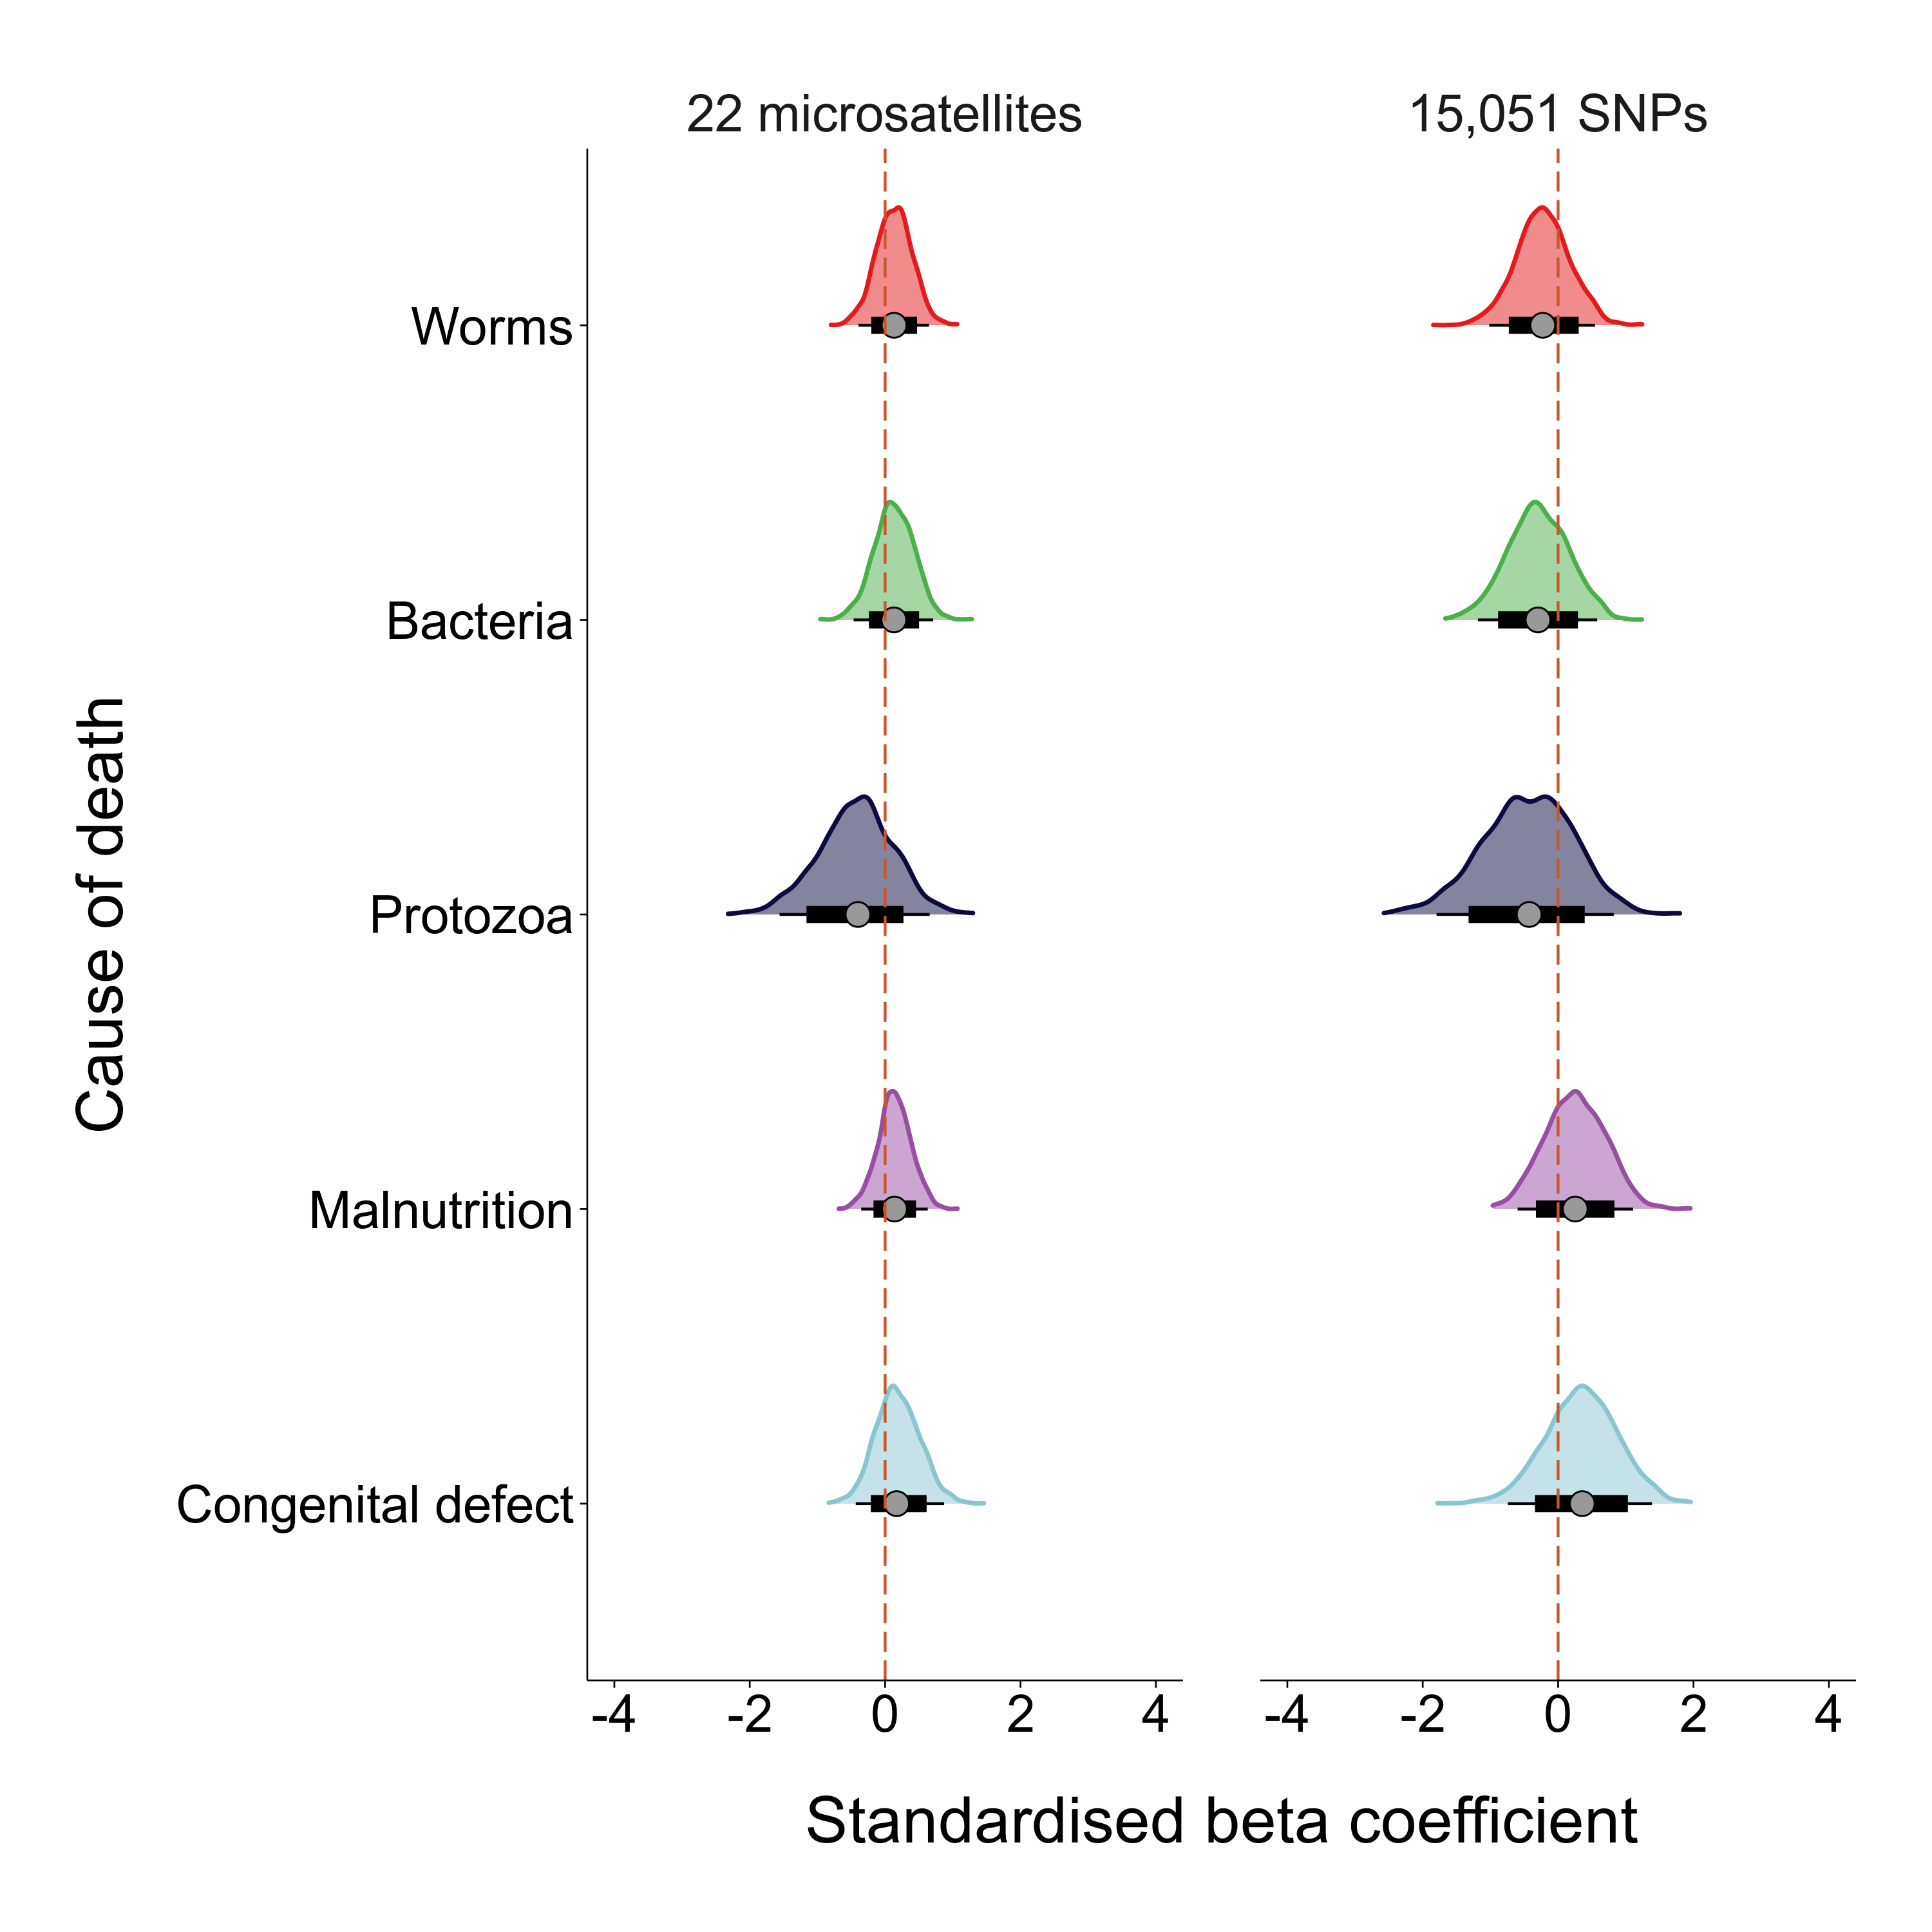 22 microsatellites
15,051 SNPs
Worms
Bacteria
Protozoa
Malnutrition
Congenital defect
Cause of death
-4 -2 0 2 4
-4 -2 0 2 4
Standardised beta coefficient